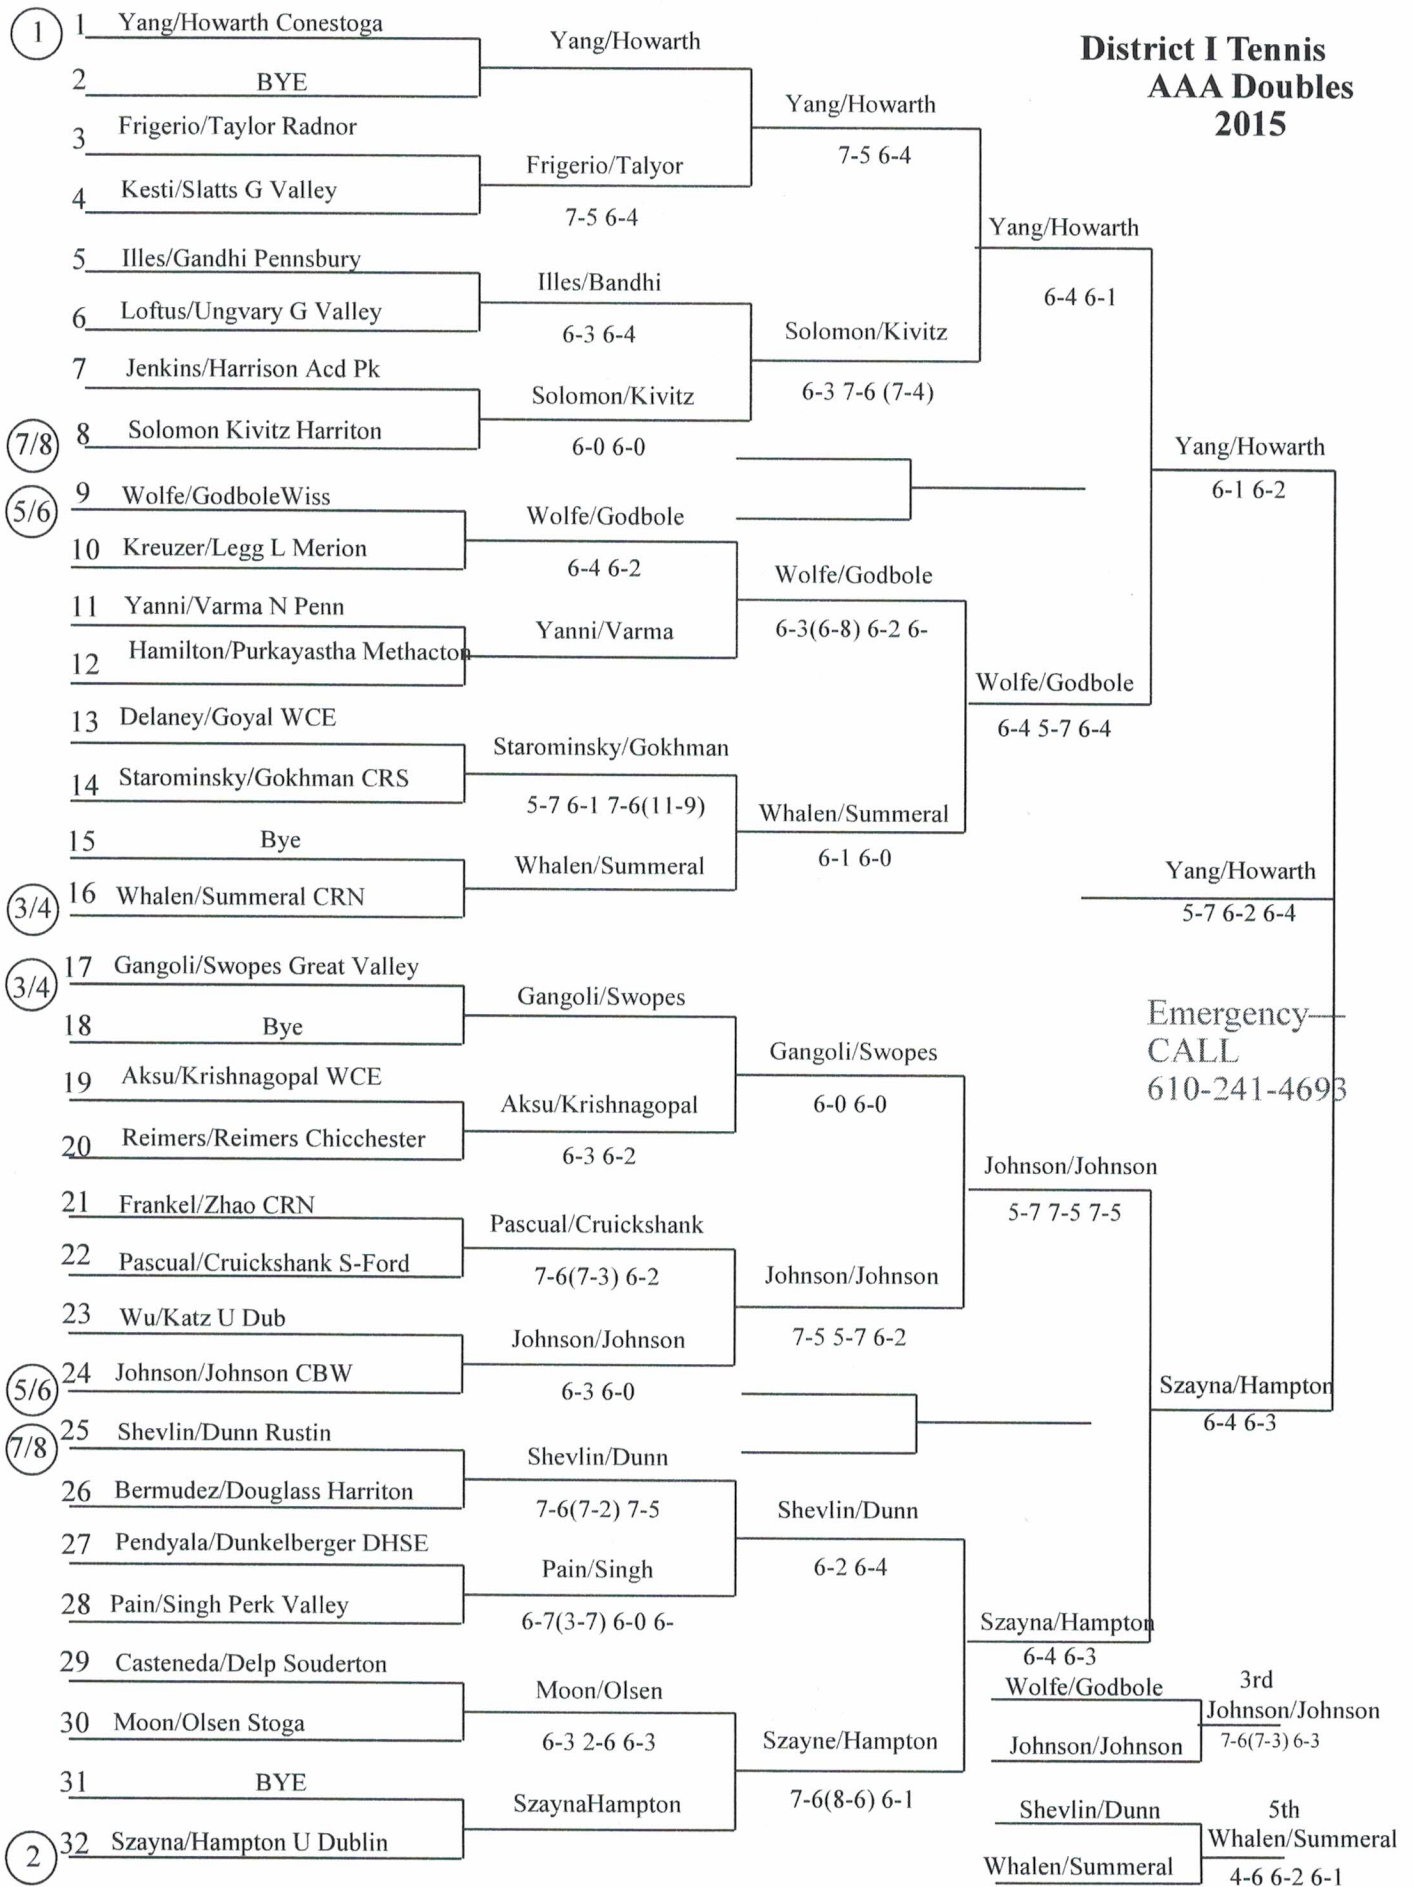 District I Tennis
AAA Doubles
2015
1
1 Yang/Howarth Conestoga
2 BYE
3 Frigerio/Taylor Radnor
4 Kesti/Slatts G Valley
5 Illes/Gandhi Pennsbury
6 Loftus/Ungvary G Valley
7 Jenkins/Harrison Acd Pk
7/8
8 Solomon Kivitz Harriton
5/6
9 Wolfe/GodboleWiss
10 Kreuzer/Legg L Merion
11 Yanni/Varma N Penn
12 Hamilton/Purkayastha Methacton
13 Delaney/Goyal WCE
14 Starominsky/Gokhman CRS
15 Bye
3/4
16 Whalen/Summeral CRN
3/4
17 Gangoli/Swopes Great Valley
18 Bye
19 Aksu/Krishnagopal WCE
20 Reimers/Reimers Chicchester
21 Frankel/Zhao CRN
22 Pascual/Cruickshank S-Ford
23 Wu/Katz U Dub
5/6
24 Johnson/Johnson CBW
7/8
25 Shevlin/Dunn Rustin
26 Bermudez/Douglass Harriton
27 Pendyala/Dunkelberger DHSE
28 Pain/Singh Perk Valley
29 Casteneda/Delp Souderton
30 Moon/Olsen Stoga
31 BYE
2
32 Szayna/Hampton U Dublin
Yang/Howarth
Frigerio/Talyor
7-5 6-4
Illes/Bandhi
6-3 6-4
Solomon/Kivitz
6-0 6-0
Wolfe/Godbole
6-4 6-2
Yanni/Varma
Starominsky/Gokhman
5-7 6-1 7-6(11-9)
Whalen/Summeral
Gangoli/Swopes
Aksu/Krishnagopal
6-3 6-2
Pascual/Cruickshank
7-6(7-3) 6-2
Johnson/Johnson
6-3 6-0
Shevlin/Dunn
7-6(7-2) 7-5
Pain/Singh
6-7(3-7) 6-0 6-
Moon/Olsen
6-3 2-6 6-3
SzaynaHampton
Yang/Howarth
7-5 6-4
Solomon/Kivitz
6-3 7-6 (7-4)
Wolfe/Godbole
6-3(6-8) 6-2 6-
Whalen/Summeral
6-1 6-0
Gangoli/Swopes
6-0 6-0
Johnson/Johnson
7-5 5-7 6-2
Shevlin/Dunn
6-2 6-4
Szayne/Hampton
7-6(8-6) 6-1
Yang/Howarth
6-4 6-1
Wolfe/Godbole
6-4 5-7 6-4
Johnson/Johnson
5-7 7-5 7-5
Szayna/Hampton
6-4 6-3
Yang/Howarth
6-1 6-2
Szayna/Hampton
6-4 6-3
Yang/Howarth
5-7 6-2 6-4
Emergency—
CALL
610-241-4693
Wolfe/Godbole
Johnson/Johnson
3rd
Johnson/Johnson
7-6(7-3) 6-3
Shevlin/Dunn
Whalen/Summeral
5th
Whalen/Summeral
4-6 6-2 6-1